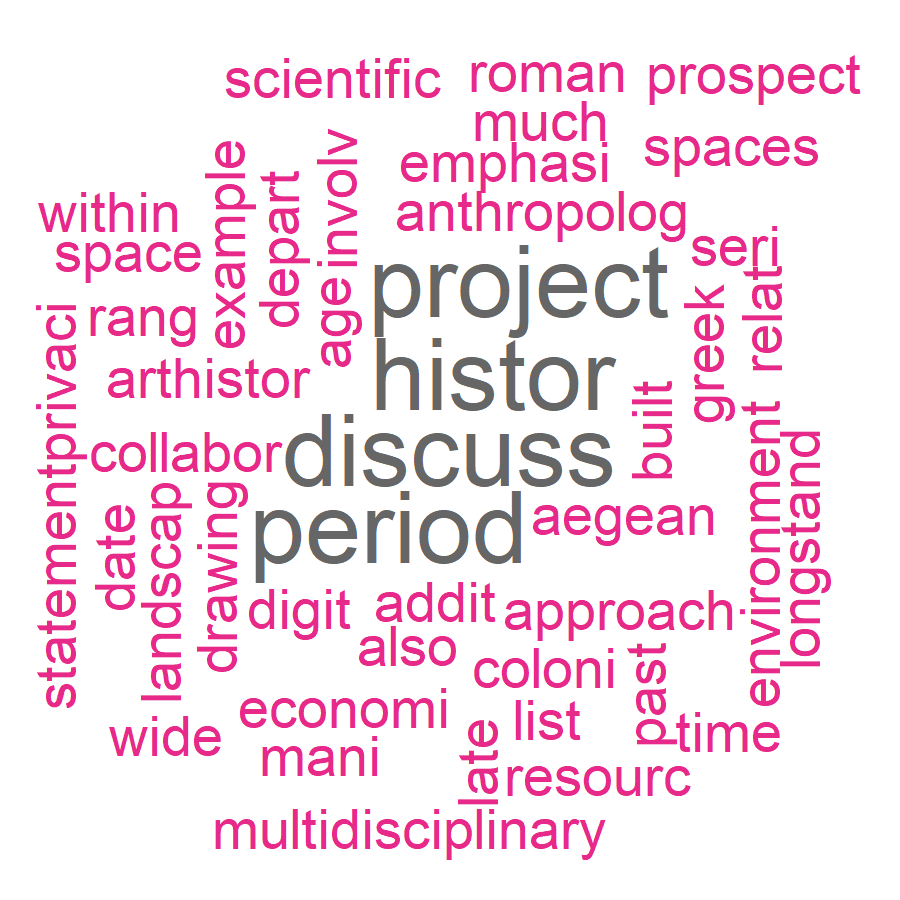 scientific
roman
prospect
much
spaces
emphasi
example
involv
depart
within
anthropolog
space
seri
project
age
rang
greek
relat
histor
arthistor
built
statementprivaci
collabor
discuss
longstand
environment
date
landscap
drawing
period
aegean
digit
addit
approach
also
coloni
past
economi
list
time
wide
mani
late
resourc
multidisciplinary